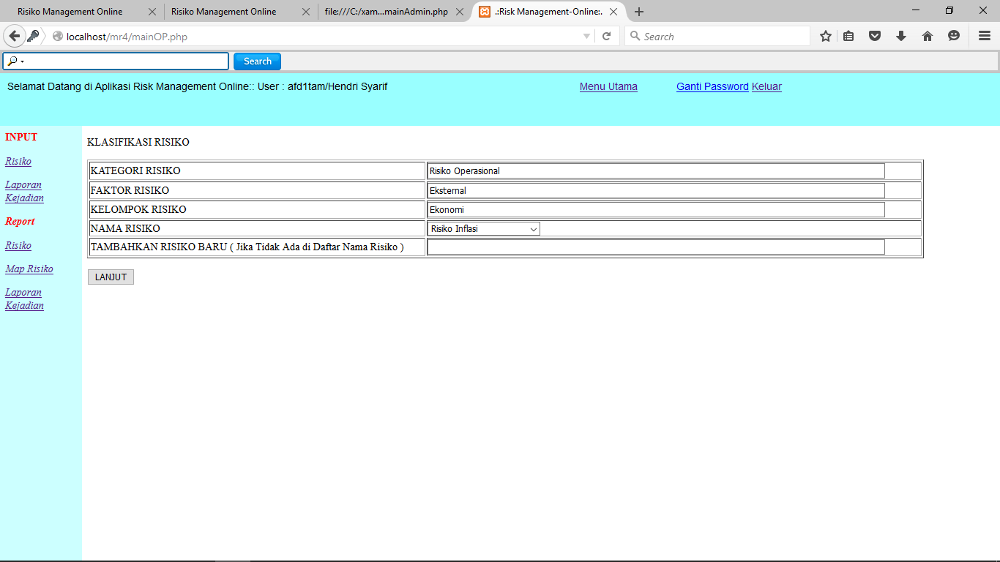 Risiko Management Online
Risiko Management Online
file:///C:/xam...mainAdmin.php
.:Risk Management-Online:.
localhost/mr4/mainOP.php
Search
Search
Selamat Datang di Aplikasi Risk Management Online:: User : afd1tam/Hendri Syarif
Menu Utama
Ganti Password Keluar
INPUT
Risiko
Laporan
Kejadian
Report
Risiko
Map Risiko
Laporan
Kejadian
KLASIFIKASI RISIKO
KATEGORI RISIKO Risiko Operasional
FAKTOR RISIKO Eksternal
KELOMPOK RISIKO Ekonomi
NAMA RISIKO Risiko Inflasi
TAMBAHKAN RISIKO BARU ( Jika Tidak Ada di Daftar Nama Risiko )
LANJUT